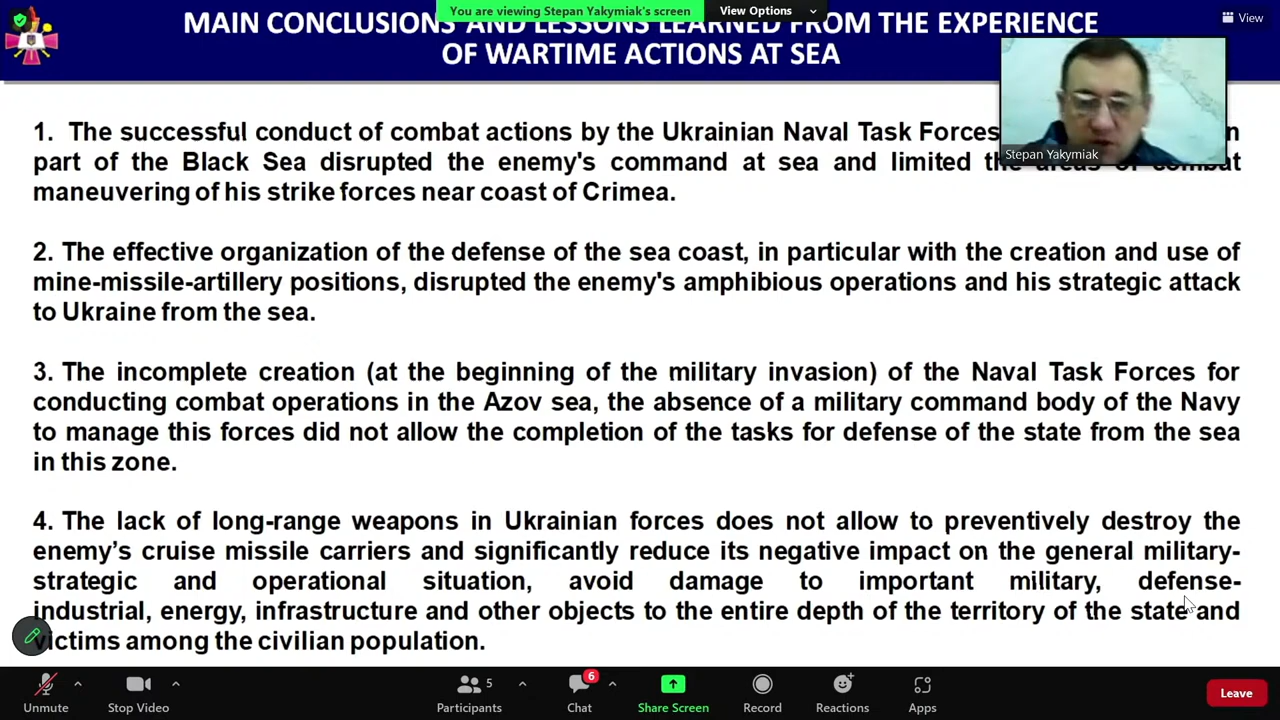 You are viewing Stepan Yakymiak's screen
View Options
View
MAIN CONCLUSIONS AND LESSONS LEARNED FROM THE EXPERIENCE
OF WARTIME ACTIONS AT SEA
Stepan Yakymiak
1. The successful conduct of combat actions by the Ukrainian Naval Task Forces
part of the Black Sea disrupted the enemy's command at sea and limited the areas of combat
maneuvering of his strike forces near coast of Crimea.
2. The effective organization of the defense of the sea coast, in particular with the creation and use of
mine-missile-artillery positions, disrupted the enemy's amphibious operations and his strategic attack
to Ukraine from the sea.
3. The incomplete creation (at the beginning of the military invasion) of the Naval Task Forces for
conducting combat operations in the Azov sea, the absence of a military command body of the Navy
to manage this forces did not allow the completion of the tasks for defense of the state from the sea
in this zone.
4. The lack of long-range weapons in Ukrainian forces does not allow to preventively destroy the
enemy’s cruise missile carriers and significantly reduce its negative impact on the general military-
strategic and operational situation, avoid damage to important military, defense-
industrial, energy, infrastructure and other objects to the entire depth of the territory of the state and
victims among the civilian population.
Unmute
Stop Video
Participants
5
Chat
6
Share Screen
Record
Reactions
Apps
Leave